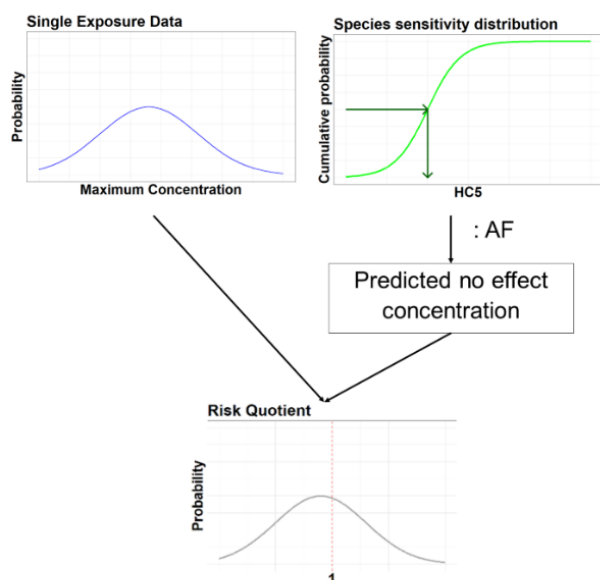 Single Exposure Data
Probability
Maximum Concentration
Species sensitivity distribution
Cumulative probability
HC5
: AF
Predicted no effect
concentration
Risk Quotient
Probability
1